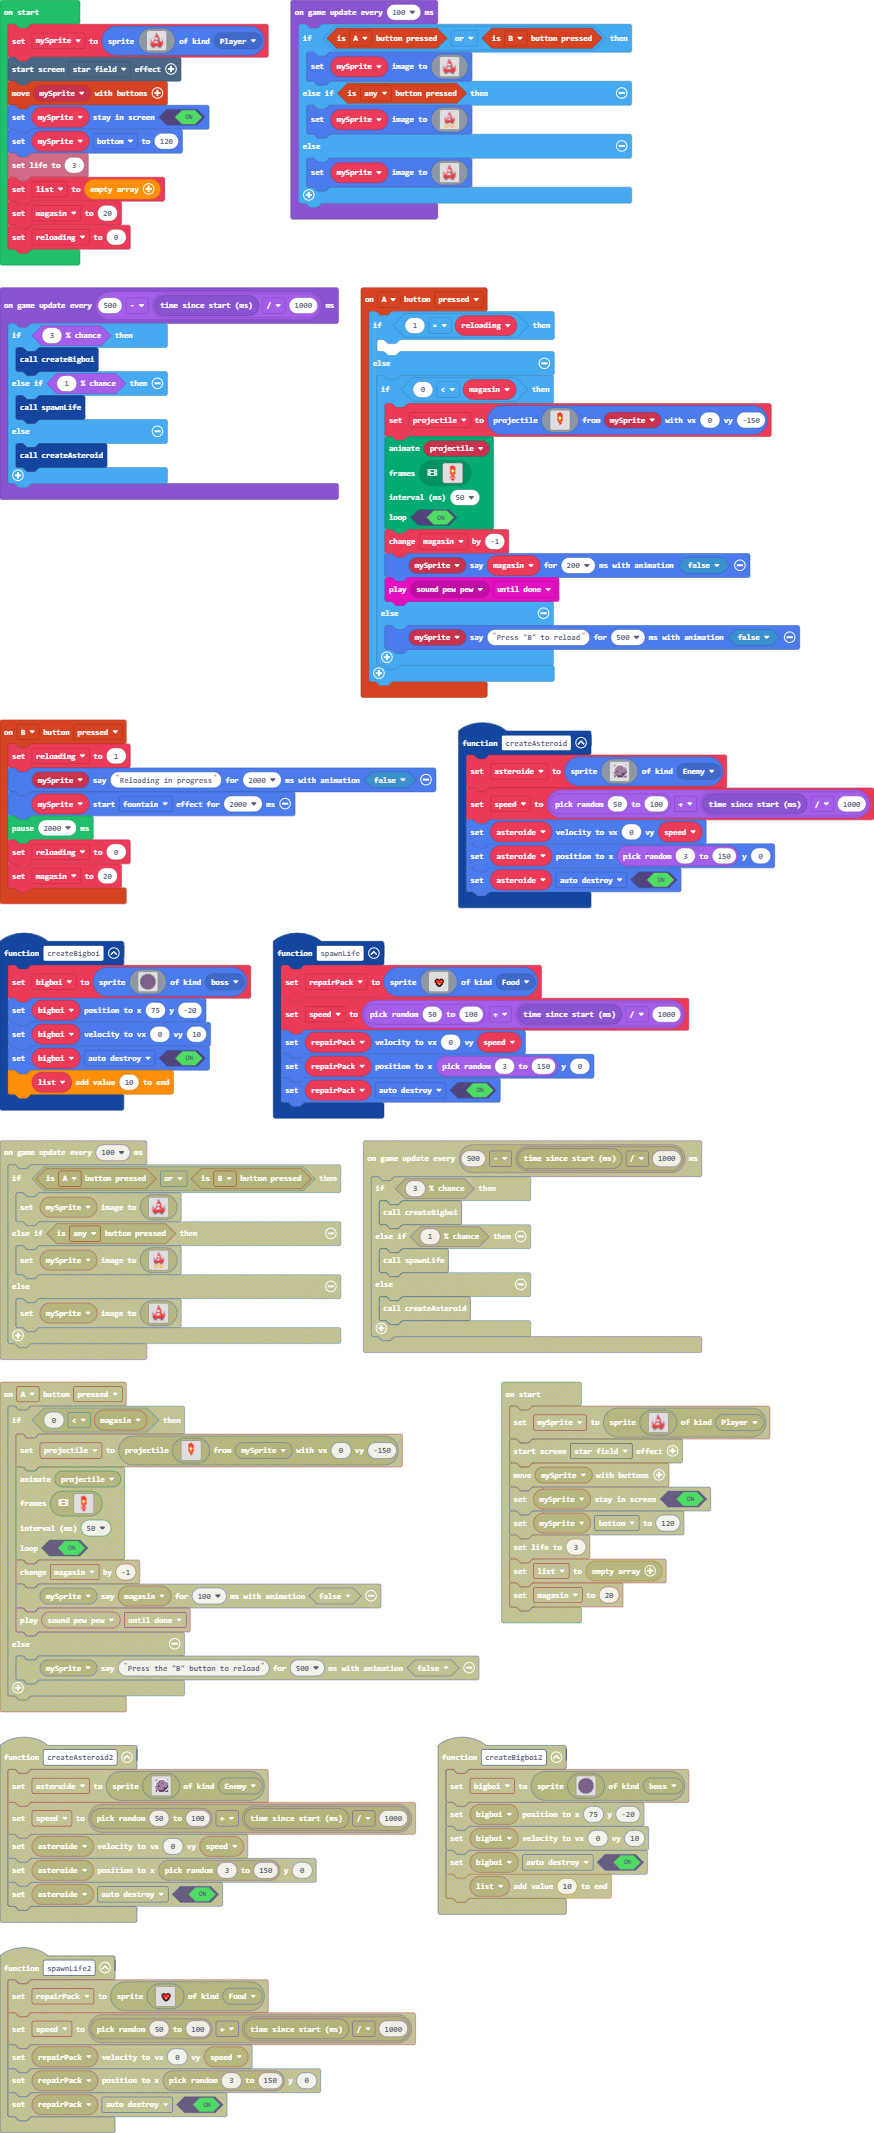 on start
set mySprite to sprite of kind Player
start screen star field effect
move mySprite with buttons
set mySprite stay in screen ON
set mySprite bottom to 120
set life to 3
set list to empty array
set magasin to 20
set reloading to 0
on game update every 100 ms
if is A button pressed or is B button pressed then
set mySprite image to
else if is any button pressed then
set mySprite image to
else
set mySprite image to
on game update every 500 - time since start (ms) / 1000 ms
if 3 % chance then
call createBigboi
else if 1 % chance then
call spawnLife
else
call createAsteroid
on A button pressed
if 1 = reloading then
else
if 0 < magasin then
set projectile to projectile from mySprite with vx 0 vy -150
animate projectile
frames
interval (ms) 50
loop ON
change magasin by -1
mySprite say magasin for 200 ms with animation false
play sound pew pew until done
else
mySprite say "Press "B" to reload" for 500 ms with animation false
on B button pressed
set reloading to 1
mySprite say "Reloading in progress" for 2000 ms with animation false
mySprite start fountain effect for 2000 ms
pause 2000 ms
set reloading to 0
set magasin to 20
function createAsteroid
set asteroide to sprite of kind Enemy
set speed to pick random 50 to 100 + time since start (ms) / 1000
set asteroide velocity to vx 0 vy speed
set asteroide position to x pick random 3 to 150 y 0
set asteroide auto destroy ON
function createBigboi
set bigboi to sprite of kind boss
set bigboi position to x 75 y -20
set bigboi velocity to vx 0 vy 10
set bigboi auto destroy ON
list add value 10 to end
function spawnLife
set repairPack to sprite of kind Food
set speed to pick random 50 to 100 + time since start (ms) / 1000
set repairPack velocity to vx 0 vy speed
set repairPack position to x pick random 3 to 150 y 0
set repairPack auto destroy ON
on game update every 100 ms
if is A button pressed or is B button pressed then
set mySprite image to
else if is any button pressed then
set mySprite image to
else
set mySprite image to
on game update every 500 - time since start (ms) / 1000 ms
if 3 % chance then
call createBigboi
else if 1 % chance then
call spawnLife
else
call createAsteroid
on A button pressed
if 0 < magasin then
set projectile to projectile from mySprite with vx 0 vy -150
animate projectile
frames
interval (ms) 50
loop ON
change magasin by -1
mySprite say magasin for 100 ms with animation false
play sound pew pew until done
else
mySprite say "Press the "B" button to reload" for 500 ms with animation false
on start
set mySprite to sprite of kind Player
start screen star field effect
move mySprite with buttons
set mySprite stay in screen ON
set mySprite bottom to 120
set life to 3
set list to empty array
set magasin to 20
function createAsteroid2
set asteroide to sprite of kind Enemy
set speed to pick random 50 to 100 + time since start (ms) / 1000
set asteroide velocity to vx 0 vy speed
set asteroide position to x pick random 3 to 150 y 0
set asteroide auto destroy ON
function createBigboi2
set bigboi to sprite of kind boss
set bigboi position to x 75 y -20
set bigboi velocity to vx 0 vy 10
set bigboi auto destroy ON
list add value 10 to end
function spawnLife2
set repairPack to sprite of kind Food
set speed to pick random 50 to 100 + time since start (ms) / 1000
set repairPack velocity to vx 0 vy speed
set repairPack position to x pick random 3 to 150 y 0
set repairPack auto destroy ON